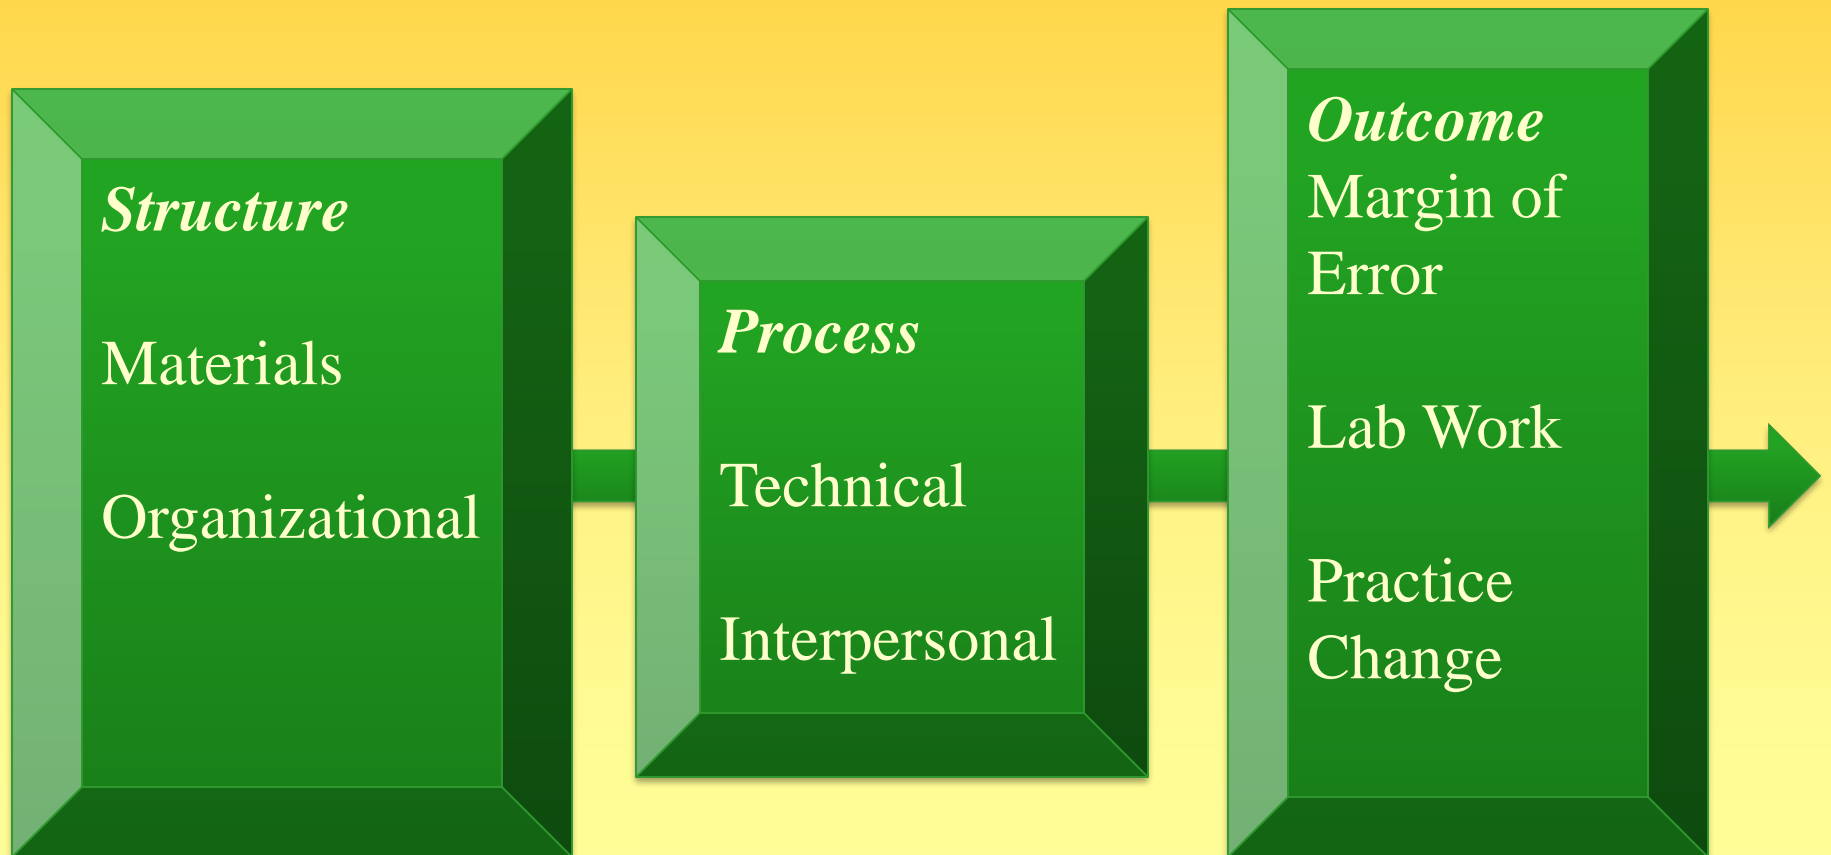 Structure
Materials
Organizational
Process
Technical
Interpersonal
Outcome
Margin of
Error
Lab Work
Practice
Change